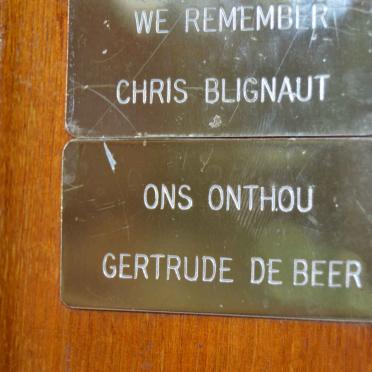 WE REMEMBER
CHRIS BLIGNAUT
ONS ONTHOU
GERTRUDE DE BEER